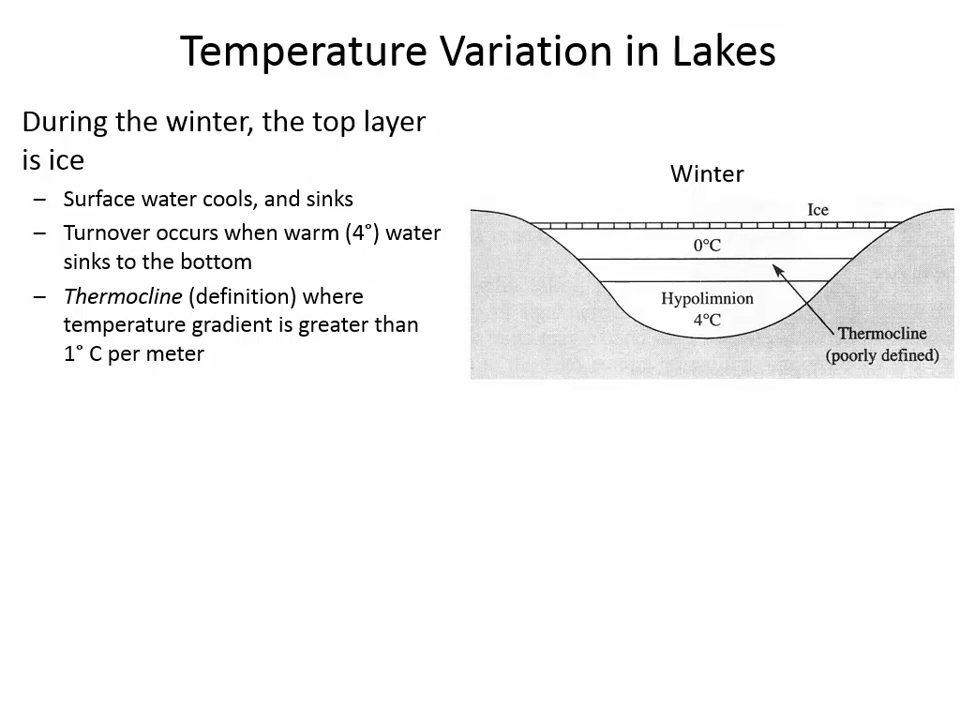 Temperature Variation in Lakes
During the winter, the top layer
is ice
– Surface water cools, and sinks
– Turnover occurs when warm (4°) water
sinks to the bottom
– Thermocline (definition) where
temperature gradient is greater than
1° C per meter
Winter
Ice
0°C
Hypolimnion
4°C
Thermocline
(poorly defined)